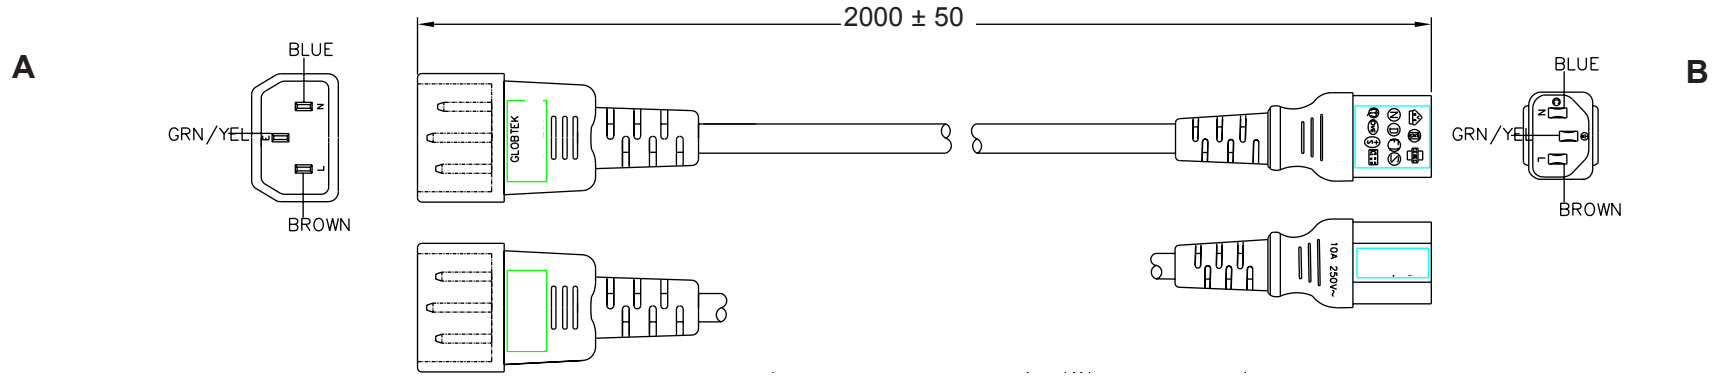 2000 ± 50
A
B
BLUE
GRN/YEL
BROWN
N
E
L
GLOBTEK
BLUE
GRN/YEL
BROWN
N
L
10A 250V~